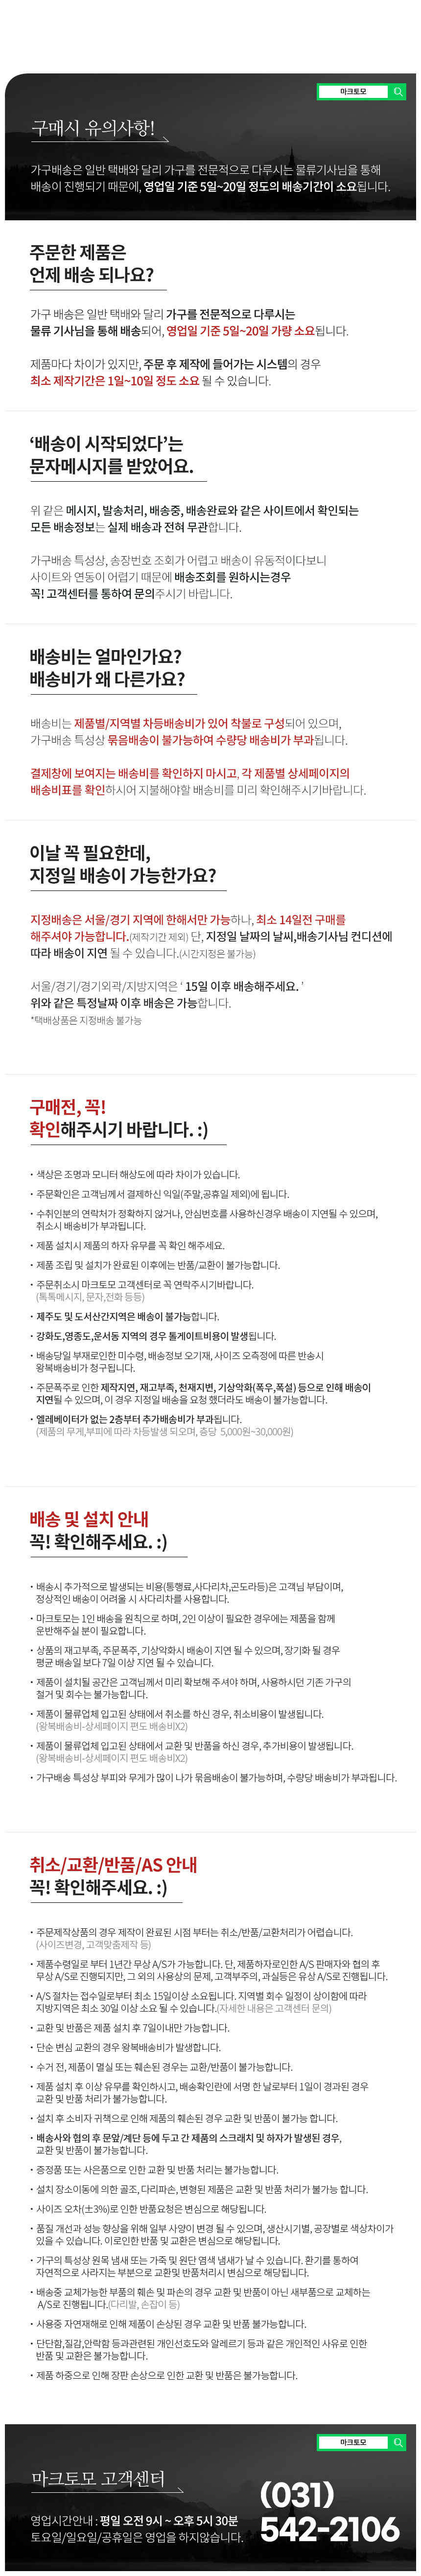 마크토모
구매시 유의사항!
가구배송은 일반 택배와 달리 가구를 전문적으로 다루시는 물류기사님을 통해
배송이 진행되기 때문에, 영업일 기준 5일~20일 정도의 배송기간이 소요됩니다.
주문한 제품은
언제 배송 되나요?
가구 배송은 일반 택배와 달리 가구를 전문적으로 다루시는
물류 기사님을 통해 배송되어, 영업일 기준 5일~20일 가량 소요됩니다.
제품마다 차이가 있지만, 주문 후 제작에 들어가는 시스템의 경우
최소 제작기간은 1일~10일 정도 소요 될 수 있습니다.
‘배송이 시작되었다’는
문자메시지를 받았어요.
위 같은 메시지, 발송처리, 배송중, 배송완료와 같은 사이트에서 확인되는
모든 배송정보는 실제 배송과 전혀 무관합니다.
가구배송 특성상, 송장번호 조회가 어렵고 배송이 유동적이다보니
사이트와 연동이 어렵기 때문에 배송조회를 원하시는경우
꼭! 고객센터를 통하여 문의주시기 바랍니다.
배송비는 얼마인가요?
배송비가 왜 다른가요?
배송비는 제품별/지역별 차등배송비가 있어 착불로 구성되어 있으며,
가구배송 특성상 묶음배송이 불가능하여 수량당 배송비가 부과됩니다.
결제창에 보여지는 배송비를 확인하지 마시고, 각 제품별 상세페이지의
배송비표를 확인하시어 지불해야할 배송비를 미리 확인해주시기바랍니다.
이날 꼭 필요한데,
지정일 배송이 가능한가요?
지정배송은 서울/경기 지역에 한해서만 가능하나, 최소 14일전 구매를
해주셔야 가능합니다.(제작기간 제외) 단, 지정일 날짜의 날씨,배송기사님 컨디션에
따라 배송이 지연 될 수 있습니다.(시간지정은 불가능)
서울/경기/경기외곽/지방지역은 ‘ 15일 이후 배송해주세요. ’
위와 같은 특정날짜 이후 배송은 가능합니다.
*택배상품은 지정배송 불가능
구매전, 꼭!
확인해주시기 바랍니다. :)
• 색상은 조명과 모니터 해상도에 따라 차이가 있습니다.
• 주문확인은 고객님께서 결제하신 익일(주말,공휴일 제외)에 됩니다.
• 수취인분의 연락처가 정확하지 않거나, 안심번호를 사용하신경우 배송이 지연될 수 있으며,
취소시 배송비가 부과됩니다.
• 제품 설치시 제품의 하자 유무를 꼭 확인 해주세요.
• 제품 조립 및 설치가 완료된 이후에는 반품/교환이 불가능합니다.
• 주문취소시 마크토모 고객센터로 꼭 연락주시기바랍니다.
(톡톡메시지, 문자,전화 등등)
• 제주도 및 도서산간지역은 배송이 불가능합니다.
• 강화도,영종도,운서동 지역의 경우 톨게이트비용이 발생됩니다.
• 배송당일 부재로인한 미수령, 배송정보 오기재, 사이즈 오측정에 따른 반송시
왕복배송비가 청구됩니다.
• 주문폭주로 인한 제작지연, 재고부족, 천재지변, 기상악화(폭우,폭설) 등으로 인해 배송이
지연될 수 있으며, 이 경우 지정일 배송을 요청 했더라도 배송이 불가능합니다.
• 엘레베이터가 없는 2층부터 추가배송비가 부과됩니다.
(제품의 무게,부피에 따라 차등발생 되오며, 층당 5,000원~30,000원)
배송 및 설치 안내
꼭! 확인해주세요. :)
• 배송시 추가적으로 발생되는 비용(통행료,사다리차,곤도라등)은 고객님 부담이며,
정상적인 배송이 어려울 시 사다리차를 사용합니다.
• 마크토모는 1인 배송을 원칙으로 하며, 2인 이상이 필요한 경우에는 제품을 함께
운반해주실 분이 필요합니다.
• 상품의 재고부족, 주문폭주, 기상악화시 배송이 지연 될 수 있으며, 장기화 될 경우
평균 배송일 보다 7일 이상 지연 될 수 있습니다.
• 제품이 설치될 공간은 고객님께서 미리 확보해 주셔야 하며, 사용하시던 기존 가구의
철거 및 회수는 불가능합니다.
• 제품이 물류업체 입고된 상태에서 취소를 하신 경우, 취소비용이 발생됩니다.
(왕복배송비-상세페이지 편도 배송비X2)
• 제품이 물류업체 입고된 상태에서 교환 및 반품을 하신 경우, 추가비용이 발생됩니다.
(왕복배송비-상세페이지 편도 배송비X2)
• 가구배송 특성상 부피와 무게가 많이 나가 묶음배송이 불가능하며, 수량당 배송비가 부과됩니다.
취소/교환/반품/AS 안내
꼭! 확인해주세요. :)
• 주문제작상품의 경우 제작이 완료된 시점 부터는 취소/반품/교환처리가 어렵습니다.
(사이즈변경, 고객맞춤제작 등)
• 제품수령일로 부터 1년간 무상 A/S가 가능합니다. 단, 제품하자로인한 A/S 판매자와 협의 후
무상 A/S로 진행되지만, 그 외의 사용상의 문제, 고객부주의, 과실등은 유상 A/S로 진행됩니다.
• A/S 절차는 접수일로부터 최소 15일이상 소요됩니다. 지역별 회수 일정이 상이함에 따라
지방지역은 최소 30일 이상 소요 될 수 있습니다.(자세한 내용은 고객센터 문의)
• 교환 및 반품은 제품 설치 후 7일이내만 가능합니다.
• 단순 변심 교환의 경우 왕복배송비가 발생합니다.
• 수거 전, 제품이 멸실 또는 훼손된 경우는 교환/반품이 불가능합니다.
• 제품 설치 후 이상 유무를 확인하시고, 배송확인란에 서명 한 날로부터 1일이 경과된 경우
교환 및 반품 처리가 불가능합니다.
• 설치 후 소비자 귀책으로 인해 제품의 훼손된 경우 교환 및 반품이 불가능 합니다.
• 배송사와 협의 후 문앞/계단 등에 두고 간 제품의 스크래치 및 하자가 발생된 경우,
교환 및 반품이 불가능합니다.
• 증정품 또는 사은품으로 인한 교환 및 반품 처리는 불가능합니다.
• 설치 장소이동에 의한 골조, 다리파손, 변형된 제품은 교환 및 반품 처리가 불가능 합니다.
• 사이즈 오차(±3%)로 인한 반품요청은 변심으로 해당됩니다.
• 품질 개선과 성능 향상을 위해 일부 사양이 변경 될 수 있으며, 생산시기별, 공장별로 색상차이가
있을 수 있습니다. 이로인한 반품 및 교환은 변심으로 해당됩니다.
• 가구의 특성상 원목 냄새 또는 가죽 및 원단 염색 냄새가 날 수 있습니다. 환기를 통하여
자연적으로 사라지는 부분으로 교환및 반품처리시 변심으로 해당됩니다.
• 배송중 교체가능한 부품의 훼손 및 파손의 경우 교환 및 반품이 아닌 새부품으로 교체하는
A/S로 진행됩니다.(다리발, 손잡이 등)
• 사용중 자연재해로 인해 제품이 손상된 경우 교환 및 반품 불가능합니다.
• 단단함,질감,안락함 등과관련된 개인선호도와 알레르기 등과 같은 개인적인 사유로 인한
반품 및 교환은 불가능합니다.
• 제품 하중으로 인해 장판 손상으로 인한 교환 및 반품은 불가능합니다.
마크토모
마크토모 고객센터
영업시간안내 : 평일 오전 9시 ~ 오후 5시 30분
토요일/일요일/공휴일은 영업을 하지않습니다.
(031)
542-2106